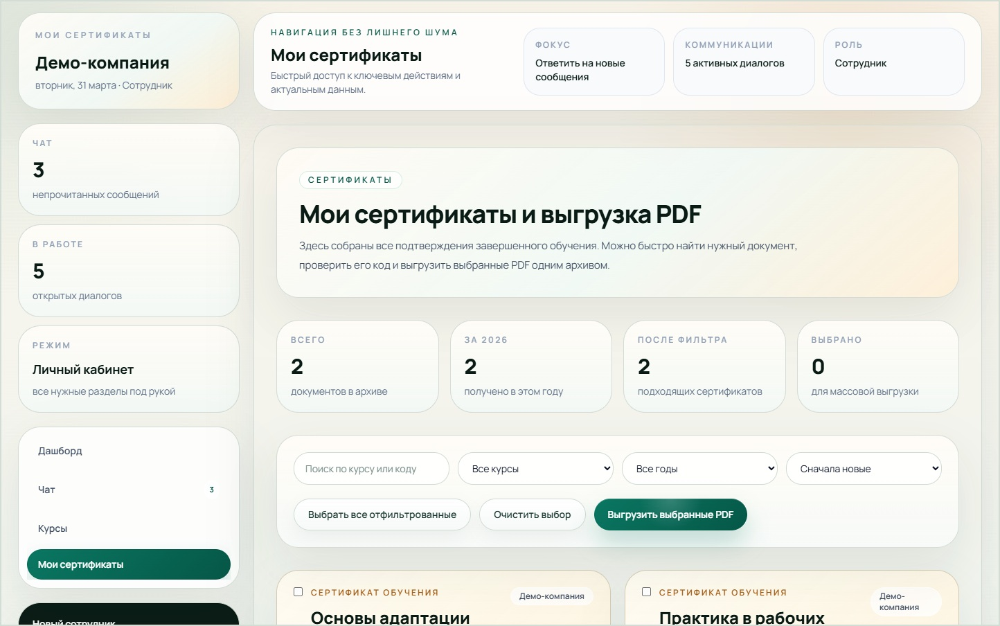 МОИ СЕРТИФИКАТЫ
Демо-компания
вторник, 31 марта · Сотрудник
ЧАТ
3
непрочитанных сообщений
В РАБОТЕ
5
открытых диалогов
РЕЖИМ
Личный кабинет
все нужные разделы под рукой
Дашборд
Чат 3
Курсы
Мои сертификаты
Новый сотрудник
НАВИГАЦИЯ БЕЗ ЛИШНЕГО ШУМА
Мои сертификаты
Быстрый доступ к ключевым действиям и
актуальным данным.
ФОКУС
Ответить на новые
сообщения
КОММУНИКАЦИИ
5 активных диалогов
РОЛЬ
Сотрудник
СЕРТИФИКАТЫ
Мои сертификаты и выгрузка PDF
Здесь собраны все подтверждения завершенного обучения. Можно быстро найти нужный документ,
проверить его код и выгрузить выбранные PDF одним архивом.
ВСЕГО
2
документов в архиве
ЗА 2026
2
получено в этом году
ПОСЛЕ ФИЛЬТРА
2
подходящих сертификатов
ВЫБРАНО
0
для массовой выгрузки
Поиск по курсу или коду
Все курсы
Все годы
Сначала новые
Выбрать все отфильтрованные
Очистить выбор
Выгрузить выбранные PDF
СЕРТИФИКАТ ОБУЧЕНИЯ
Демо-компания
Основы адаптации
СЕРТИФИКАТ ОБУЧЕНИЯ
Демо-
компания
Практика в рабочих